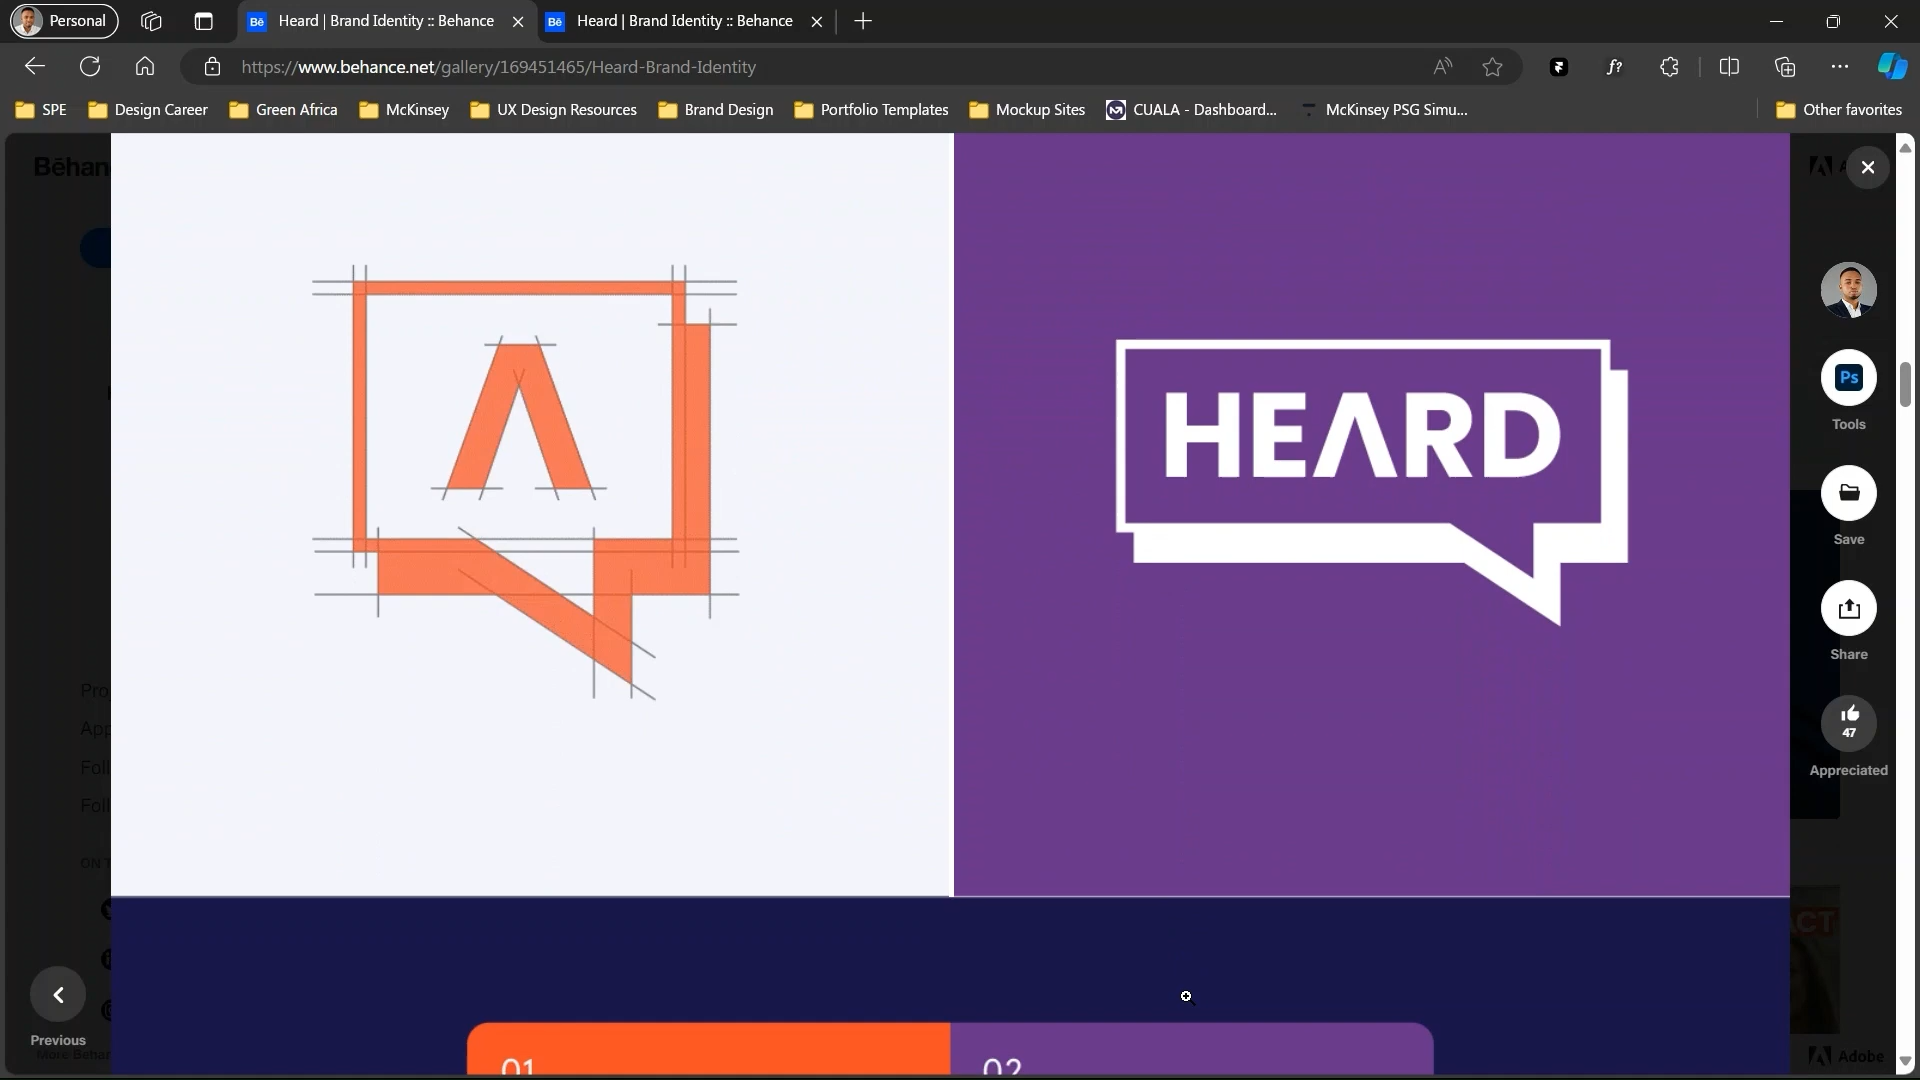 Personal
Bē Heard | Brand Identity :: Behance
Bē Heard | Brand Identity :: Behance
https://www.behance.net/gallery/169451465/Heard-Brand-Identity
SPE
Design Career
Green Africa
McKinsey
UX Design Resources
Brand Design
Portfolio Templates
Mockup Sites
CUALA - Dashboard...
McKinsey PSG Simu...
Other favorites
HEARD
Ps
Tools
Save
Share
47
Appreciated
Previous
Adobe
01
02